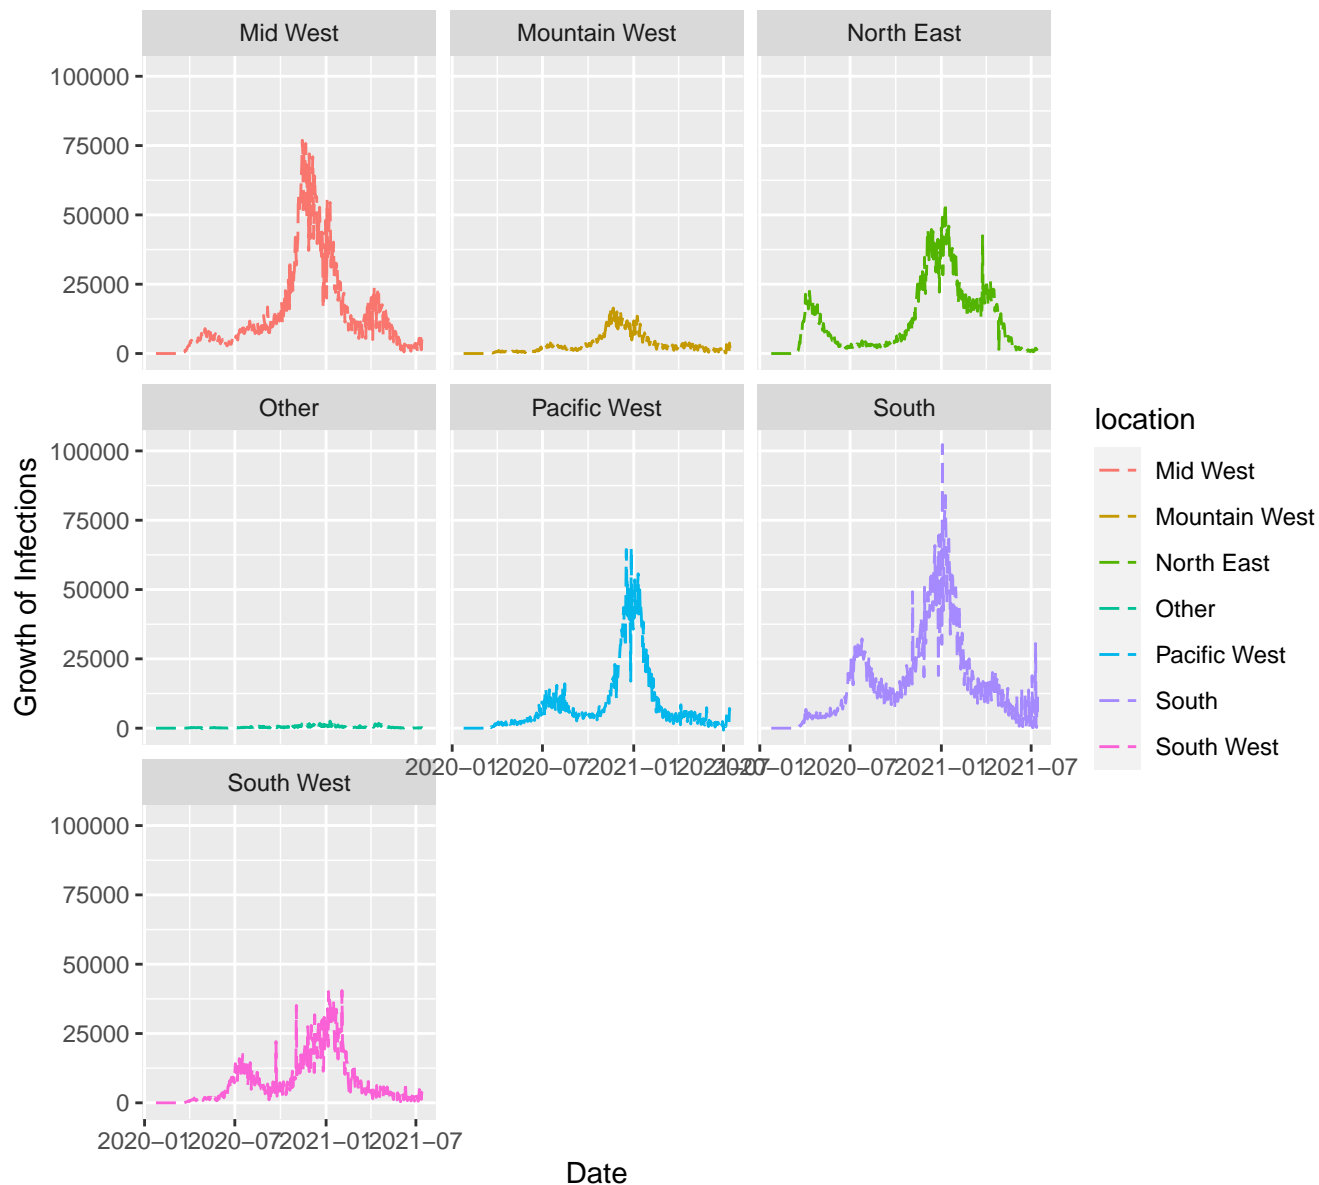 Mid West
Mountain West
North East
100000
75000
50000
25000
0
Other
Pacific West
South
100000
75000
50000
25000
0
2020−01 2020−07 2021−01 2021−07
2020−01 2020−07 2021−01 2021−07
South West
100000
75000
50000
25000
0
2020−01 2020−07 2021−01 2021−07
Date
Growth of Infections
location
Mid West
Mountain West
North East
Other
Pacific West
South
South West